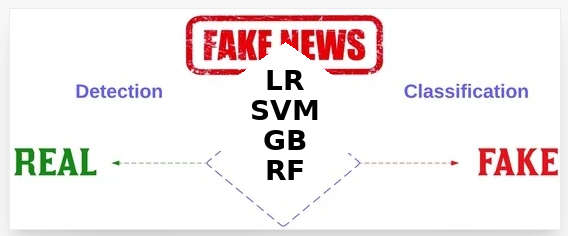 FAKE NEWS
LR
Detection
Classification
SVM
GB
REAL
FAKE
RF